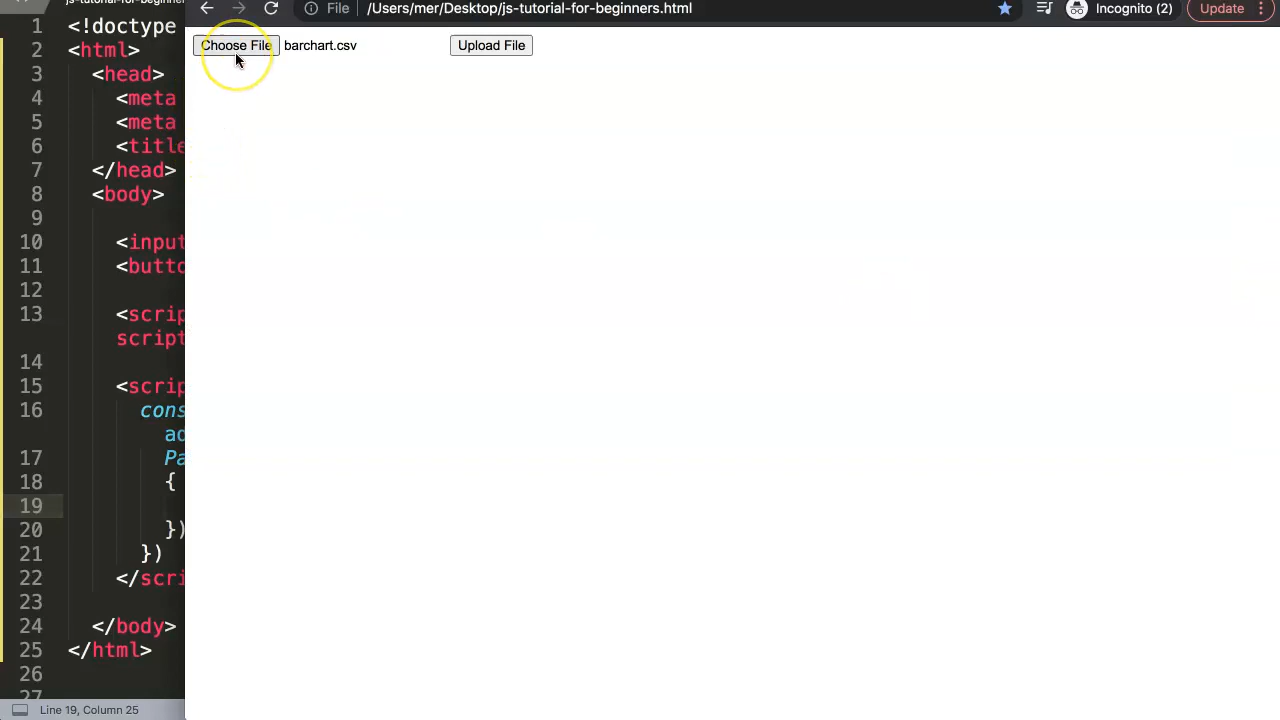 js-tutorial-for-beginners.html
File /Users/mer/Desktop/js-tutorial-for-beginners.html Incognito (2) Update
Choose File barchart.csv Upload File
1 <!doctype
2 <html>
3 <head>
4 <meta
5 <meta
6 <title
7 </head>
8 <body>
9
10 <input
11 <butto
12
13 <scrip
script
14
15 <scrip
16 cons
ad
17 Pa
18 {
19
20 })
21 })
22 </scri
23
24 </body>
25 </html>
26
27
Line 19, Column 25